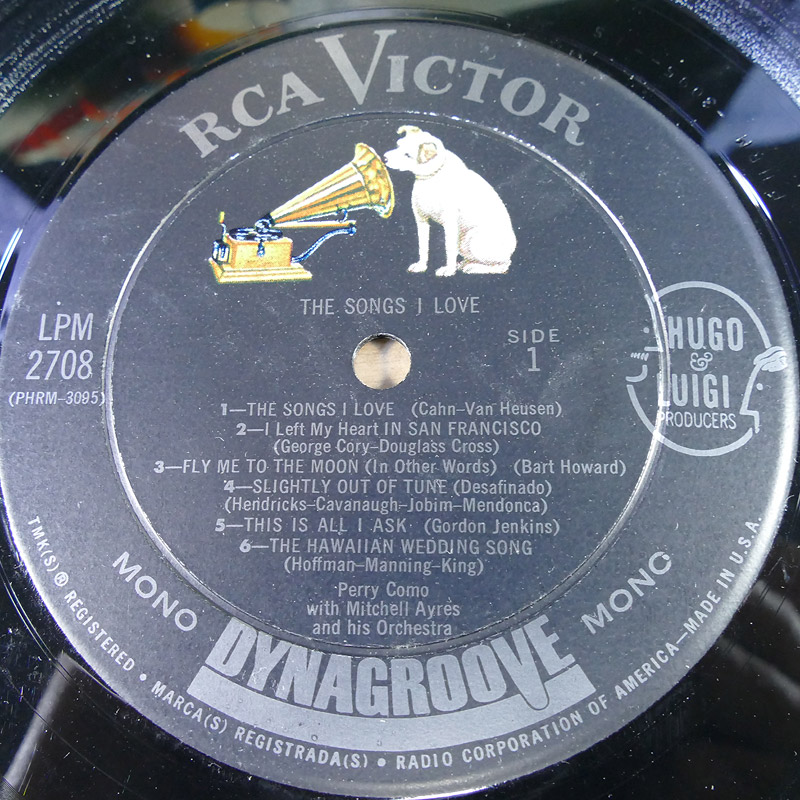 RCA VICTOR
THE SONGS I LOVE
LPM
2708
(PHRM-3095)
SIDE
1
HUGO
&
LUIGI
PRODUCERS
1—THE SONGS I LOVE (Cahn-Van Heusen)
2—I Left My Heart IN SAN FRANCISCO
(George Cory-Douglass Cross)
3—FLY ME TO THE MOON (In Other Words) (Bart Howard)
4—SLIGHTLY OUT OF TUNE (Desafinado)
(Hendricks-Cavanaugh-Jobim-Mendonca)
5—THIS IS ALL I ASK (Gordon Jenkins)
6—THE HAWAIIAN WEDDING SONG
(Hoffman-Manning-King)
Perry Como
with Mitchell Ayres
and his Orchestra
MONO
DYNAGROOVE
MONO
TMK(S) ® REGISTERED • MARCA(S) REGISTRADA(S) • RADIO CORPORATION OF AMERICA—MADE IN U.S.A.